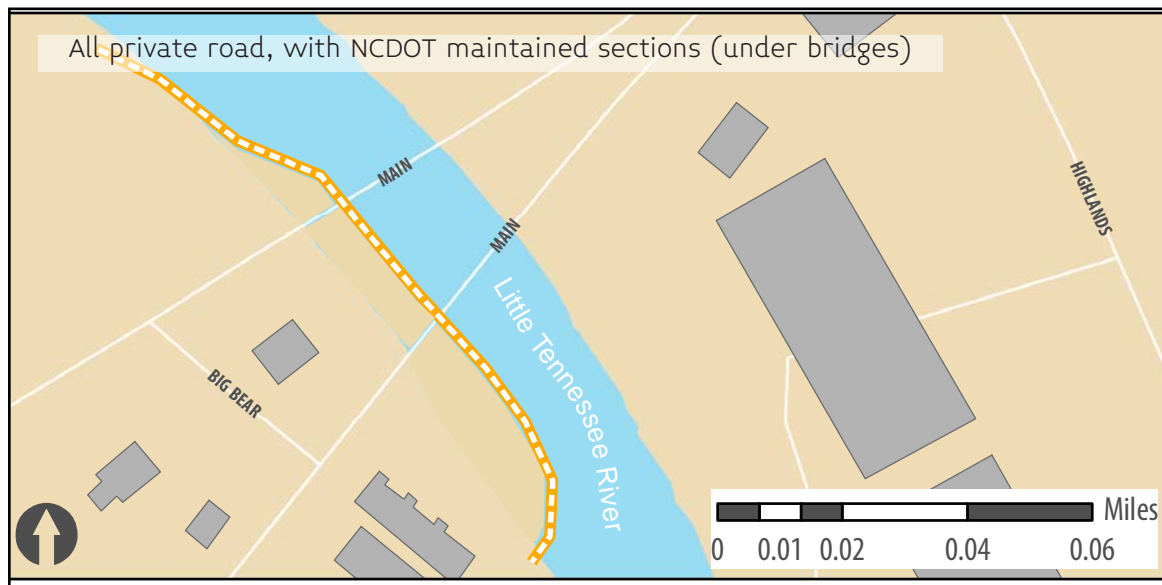 All private road, with NCDOT maintained sections (under bridges)
MAIN
MAIN
HIGHLANDS
Little Tennessee River
BIG BEAR
Miles
0 0.01 0.02 0.04 0.06